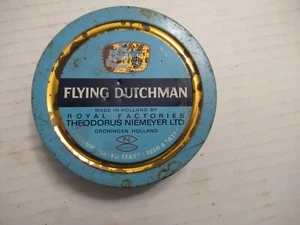 FLYING DUTCHMAN
MADE IN HOLLAND BY
ROYAL FACTORIES
THEODORUS NIEMEYER LTD
GRONINGEN HOLLAND
N